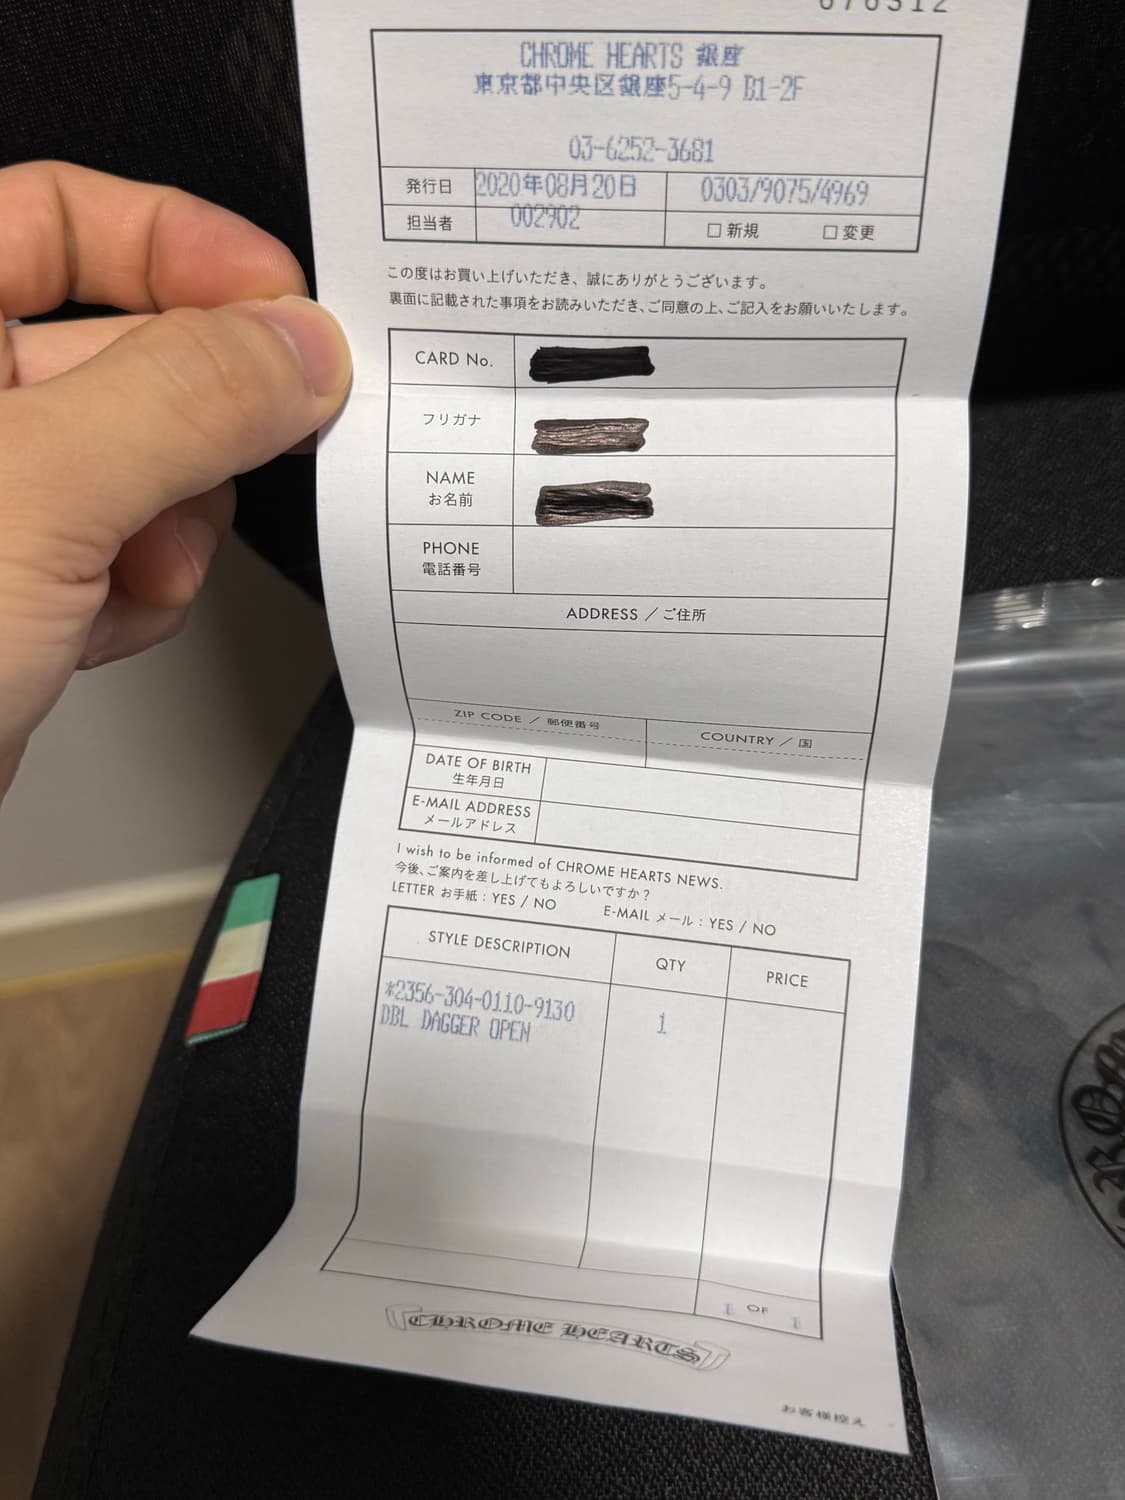 CHROME HEARTS 銀座
東京都中央区銀座5-4-9 B1-2F
03-6252-3681
発行日 2020年08月20日 0303/9075/4969
担当者 002902 □ 新規 □ 変更
この度はお買い上げいただき、誠にありがとうございます。
裏面に記載された事項をお読みいただき、ご同意の上、ご記入をお願いいたします。
CARD No.
フリガナ
NAME
お名前
PHONE
電話番号
ADDRESS / ご住所
ZIP CODE / 郵便番号 COUNTRY / 国
DATE OF BIRTH
生年月日
E-MAIL ADDRESS
メールアドレス
I wish to be informed of CHROME HEARTS NEWS.
今後、ご案内を差し上げてもよろしいですか？
LETTER お手紙 : YES / NO E-MAIL メール : YES / NO
STYLE DESCRIPTION QTY PRICE
*2356-304-0110-9130
DBL DAGGER OPEN 1
1 OF 1
CHROME HEARTS
お客様控え